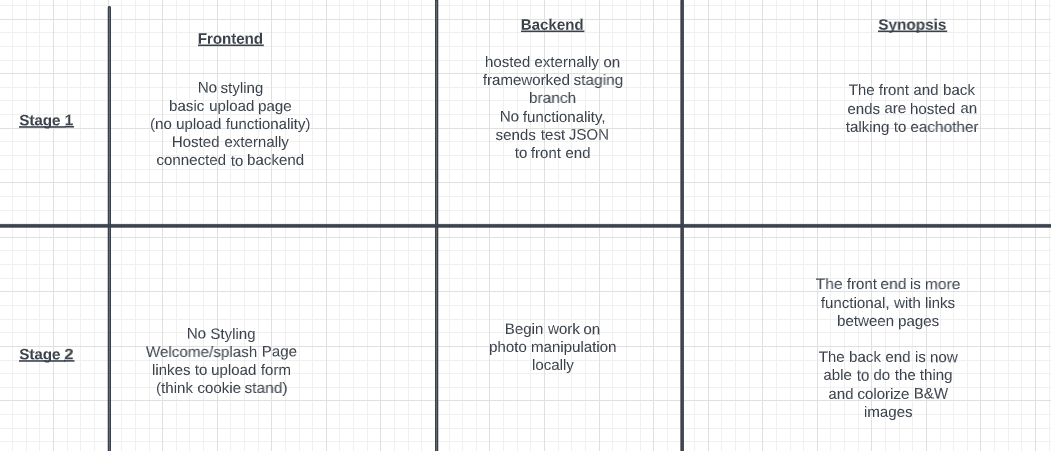 Frontend
Backend
Synopsis
Stage 1
No styling
basic upload page
(no upload functionality)
Hosted externally
connected to backend
hosted externally on
frameworked staging
branch
No functionality,
sends test JSON
to front end
The front and back
ends are hosted an
talking to eachother
Stage 2
No Styling
Welcome/splash Page
linkes to upload form
(think cookie stand)
Begin work on
photo manipulation
locally
The front end is more
functional, with links
between pages
The back end is now
able to do the thing
and colorize B&W
images